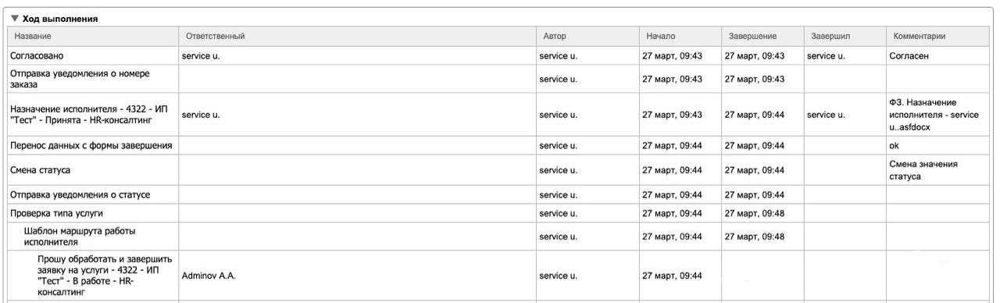 ▼ Ход выполнения
Название Ответственный Автор Начало Завершение Завершил Комментарии
Согласовано service u. service u. 27 март, 09:43 27 март, 09:43 service u. Согласен
Отправка уведомления о номере
заказа service u. 27 март, 09:43 27 март, 09:43
Назначение исполнителя - 4322 - ИП
"Тест" - Принята - HR-консалтинг service u. service u. 27 март, 09:43 27 март, 09:44 service u. ФЗ. Назначение
исполнителя - service
u..asfdocx
Перенос данных с формы завершения service u. 27 март, 09:44 27 март, 09:44 ok
Смена статуса service u. 27 март, 09:44 27 март, 09:44 Смена значения
статуса
Отправка уведомления о статусе service u. 27 март, 09:44 27 март, 09:44
Проверка типа услуги service u. 27 март, 09:44 27 март, 09:48
Шаблон маршрута работы
исполнителя service u. 27 март, 09:44 27 март, 09:48
Прошу обработать и завершить
заявку на услуги - 4322 - ИП
"Тест" - В работе - HR-
консалтинг Adminov A.A. service u. 27 март, 09:44